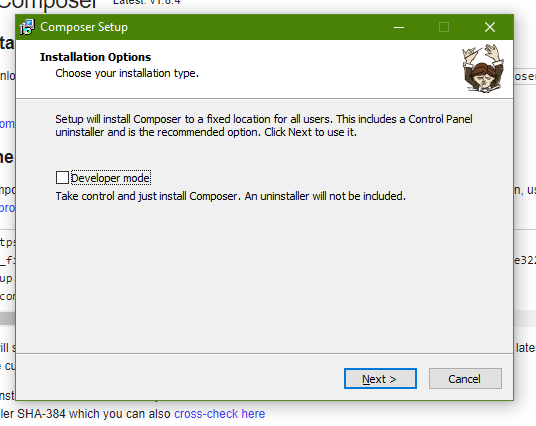 Composer Latest: v1.8.4
Composer Setup
Installation Options
Choose your installation type.
Setup will install Composer to a fixed location for all users. This includes a Control Panel
uninstaller and is the recommended option. Click Next to use it.
Developer mode
Take control and just install Composer. An uninstaller will not be included.
Next >
Cancel
ler SHA-384 which you can also cross-check here